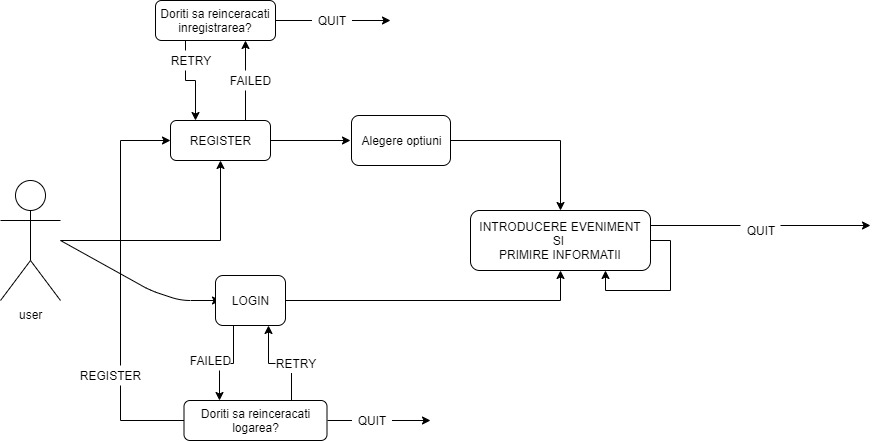 Doriti sa reinceracati
inregistrarea?
QUIT
RETRY
FAILED
REGISTER
Alegere optiuni
INTRODUCERE EVENIMENT
SI
PRIMIRE INFORMATII
QUIT
user
LOGIN
FAILED
RETRY
REGISTER
Doriti sa reinceracati
logarea?
QUIT